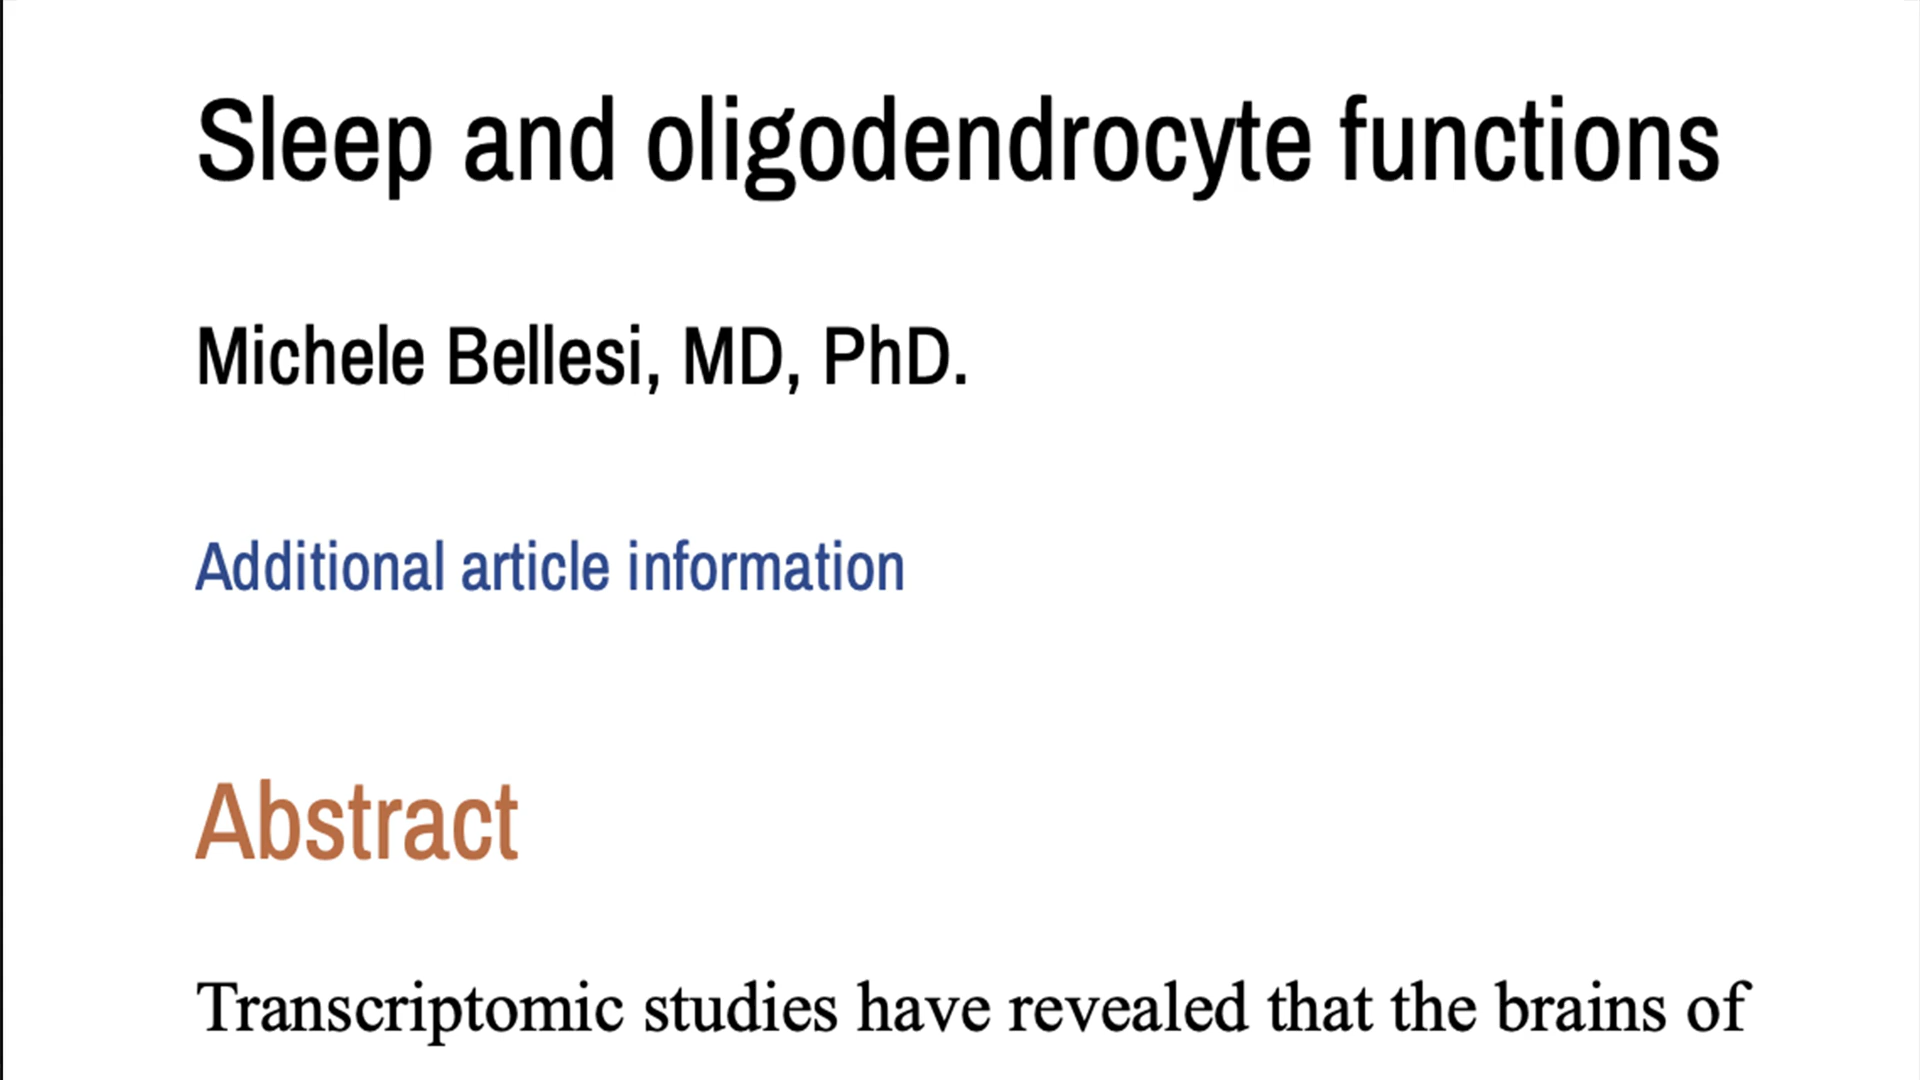 Sleep and oligodendrocyte functions
Michele Bellesi, MD, PhD.
Additional article information
Abstract
Transcriptomic studies have revealed that the brains of